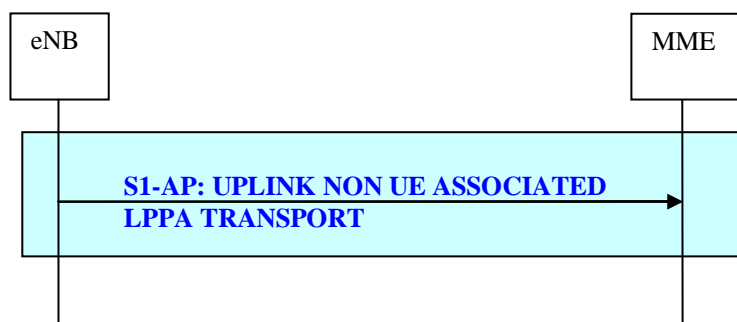 eNB
MME
S1-AP: UPLINK NON UE ASSOCIATED
LPPA TRANSPORT